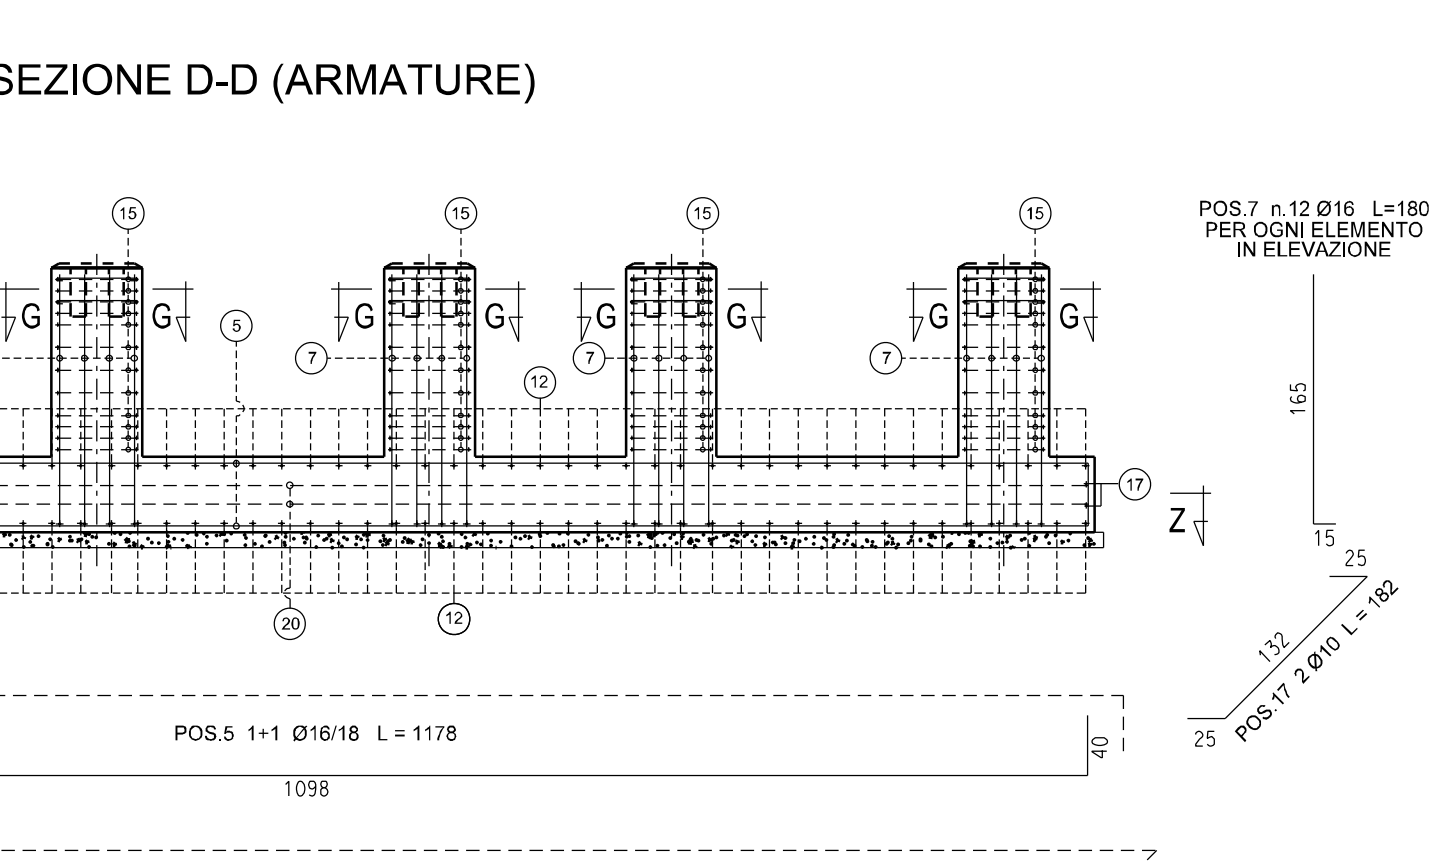 SEZIONE D-D (ARMATURE)
15
15
15
15
POS.7 n.12 Ø16 L=180
PER OGNI ELEMENTO
IN ELEVAZIONE
G
G
G
G
G
G
G
G
5
7
7
7
12
165
17
Z
15
25
20
12
132
POS.17 2 Ø10 L = 182
25
POS.5 1+1 Ø16/18 L = 1178
40
1098